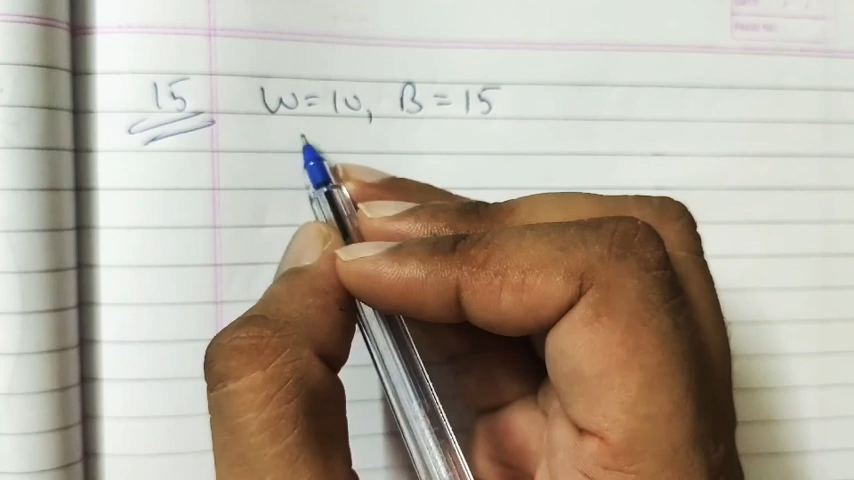 15 W = 10, B = 15